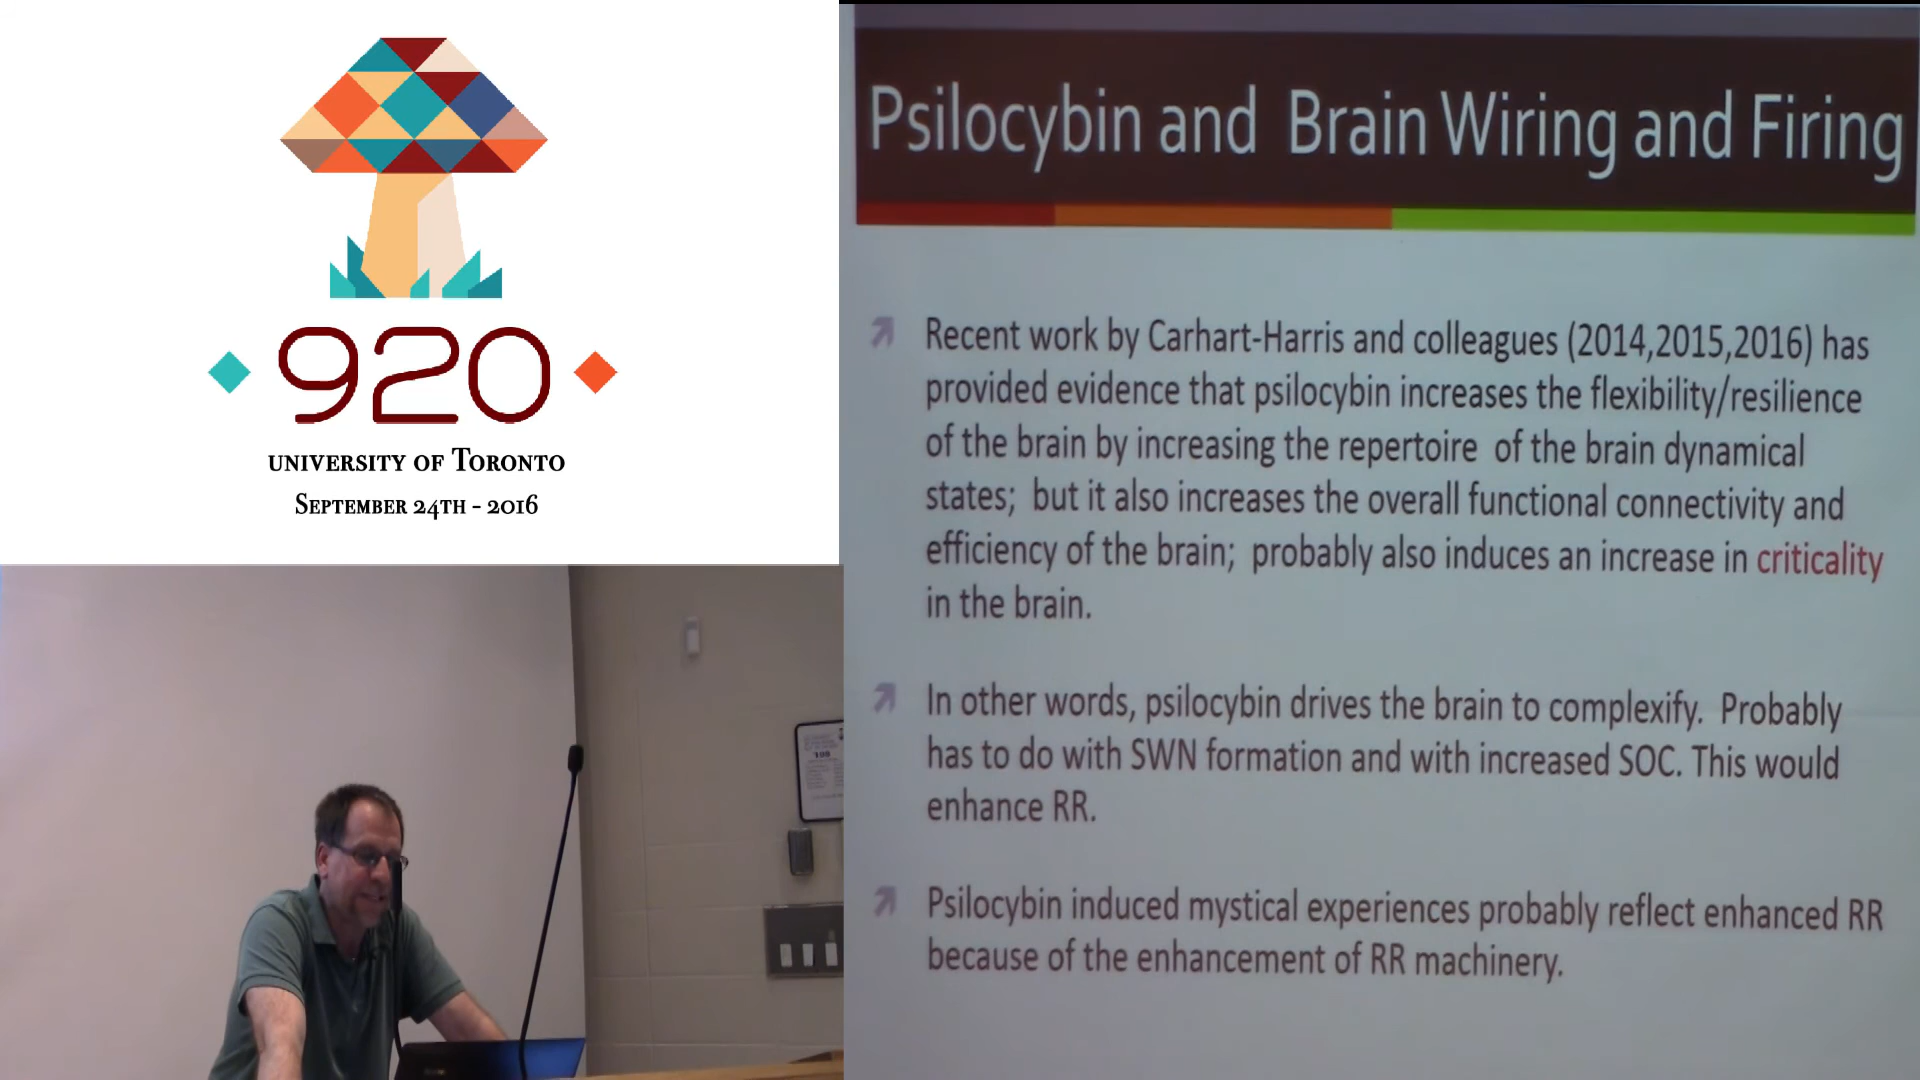 920
UNIVERSITY OF TORONTO
SEPTEMBER 24TH - 2016
Psilocybin and Brain Wiring and Firing
Recent work by Carhart-Harris and colleagues (2014,2015,2016) has
provided evidence that psilocybin increases the flexibility/resilience
of the brain by increasing the repertoire of the brain dynamical
states; but it also increases the overall functional connectivity and
efficiency of the brain; probably also induces an increase in criticality
in the brain.
In other words, psilocybin drives the brain to complexify. Probably
has to do with SWN formation and with increased SOC. This would
enhance RR.
Psilocybin induced mystical experiences probably reflect enhanced RR
because of the enhancement of RR machinery.